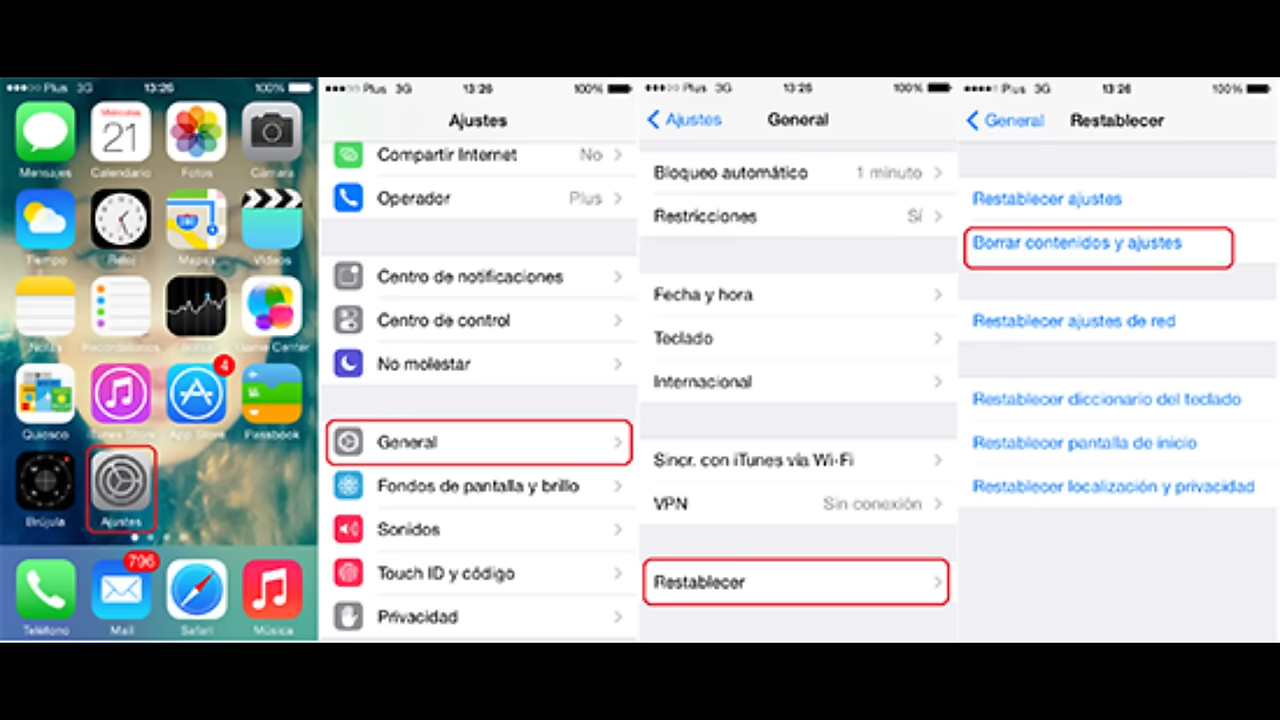 Plus 3G 13:26 100%
Miércoles
21
Mensajes Calendario Fotos Cámara
280
Tiempo Reloj Mapas Vídeos
Notas Recordatorios Bolsa Game Center
4
Quiosco iTunes Store App Store Passbook
Brújula Ajustes
796
Teléfono Mail Safari Música
Plus 3G 13:26 100%
Ajustes
Compartir Internet No
Operador Plus
Centro de notificaciones
Centro de control
No molestar
General
Fondos de pantalla y brillo
Sonidos
Touch ID y código
Privacidad
Plus 3G 13:26 100%
Ajustes General
Bloqueo automático 1 minuto
Restricciones Sí
Fecha y hora
Teclado
Internacional
Sincr. con iTunes vía Wi-Fi
VPN Sin conexión
Restablecer
Plus 3G 13:26 100%
General Restablecer
Restablecer ajustes
Borrar contenidos y ajustes
Restablecer ajustes de red
Restablecer diccionario del teclado
Restablecer pantalla de inicio
Restablecer localización y privacidad